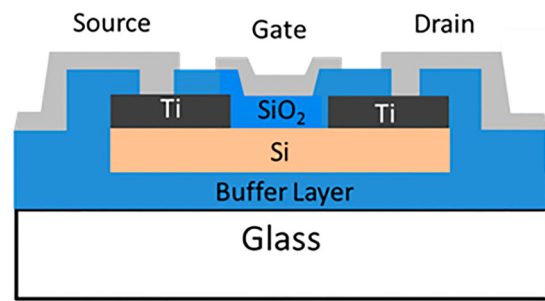 Source
Gate
Drain
Ti
SiO₂
Ti
Si
Buffer Layer
Glass